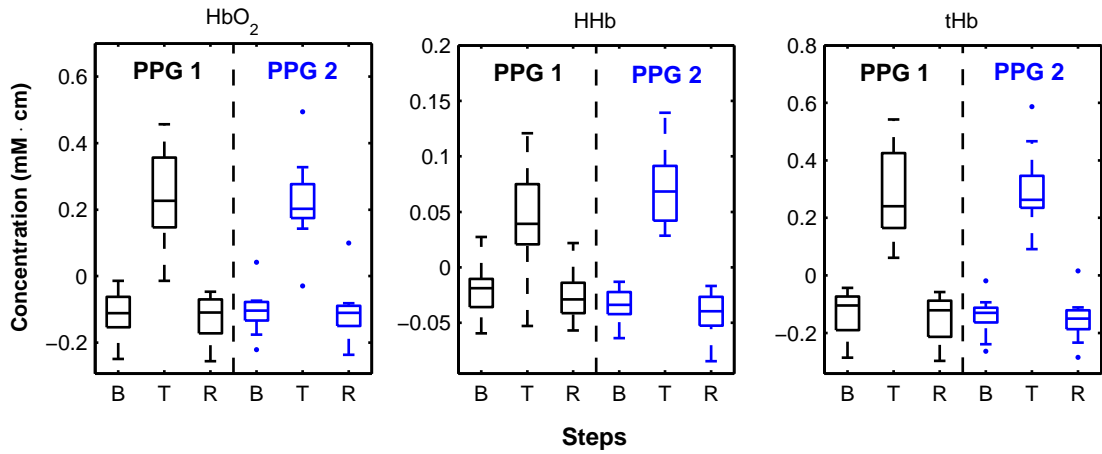 HbO2
HHb
tHb
Concentration (mM · cm)
0.6
0.4
0.2
0
−0.2
PPG 1
PPG 2
B T R B T R
0.2
0.15
0.1
0.05
0
−0.05
PPG 1
PPG 2
B T R B T R
0.8
0.6
0.4
0.2
0
−0.2
PPG 1
PPG 2
B T R B T R
Steps